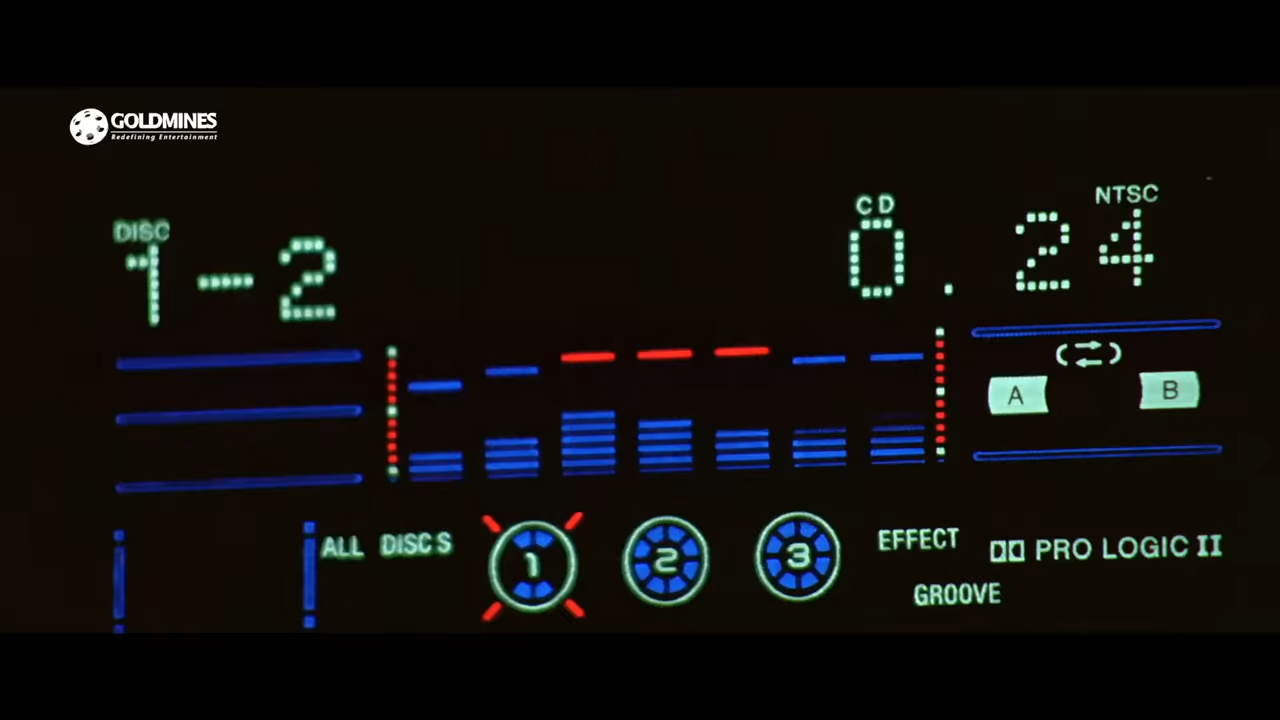 GOLDMINES
Redefining Entertainment
DISC
1-2
CD
0.24
NTSC
A
B
ALL DISCS
1
2
3
EFFECT
PRO LOGIC II
GROOVE